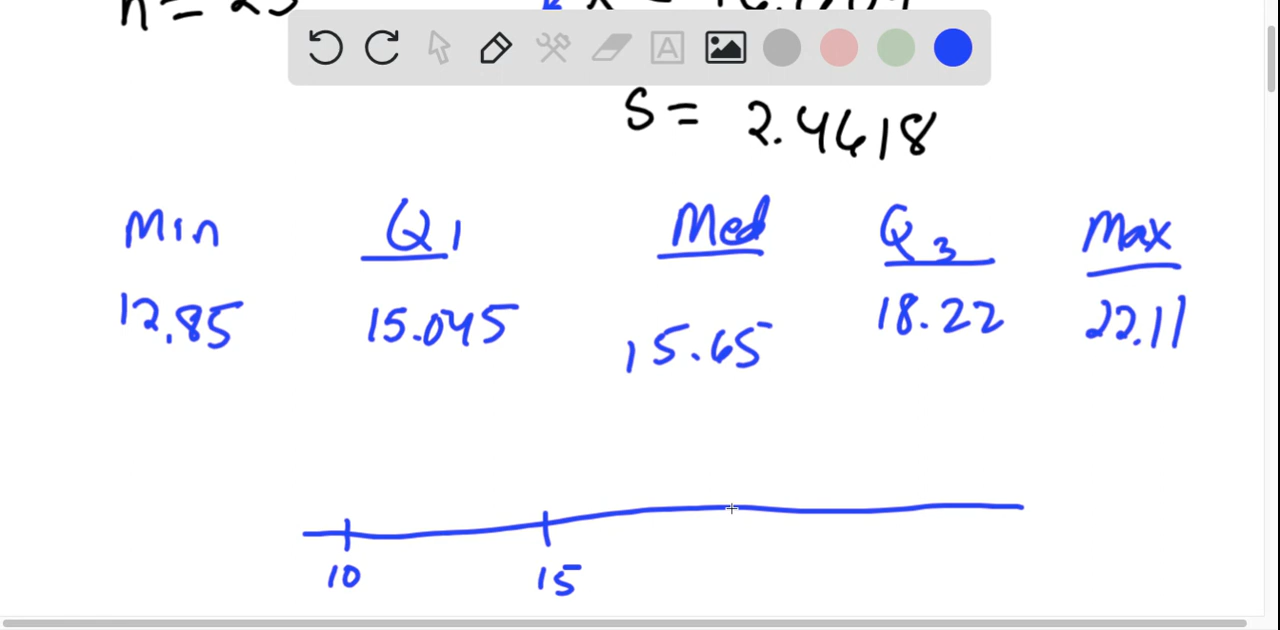 n = 25
S = 2.4618
Min Q1 Med Q3 Max
12.85 15.045 15.65 18.22 22.11
10 15
A